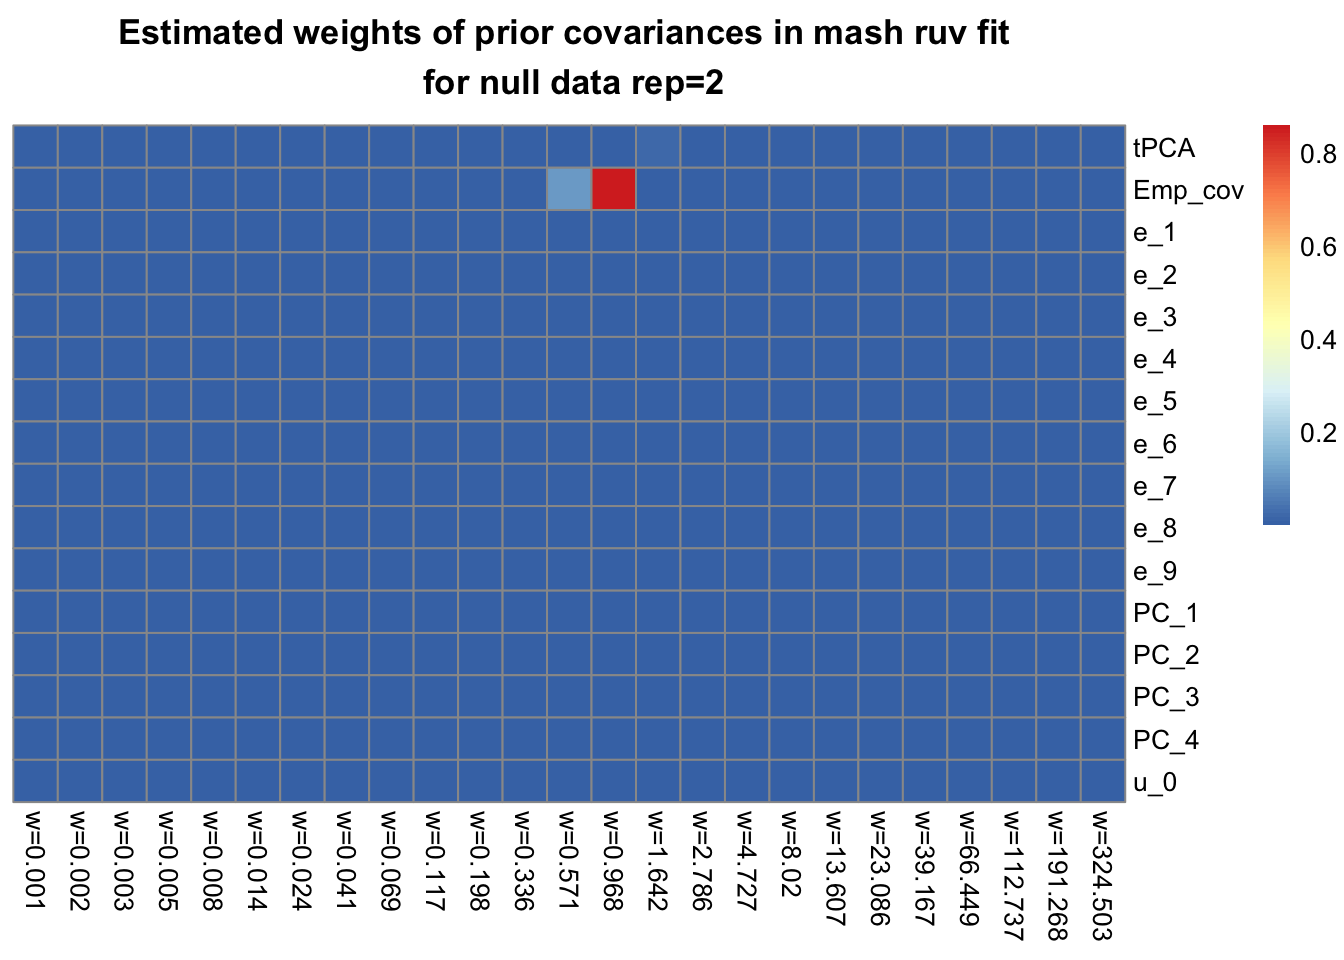 Estimated weights of prior covariances in mash ruv fit
for null data rep=2
tPCA
Emp_cov
e_1
e_2
e_3
e_4
e_5
e_6
e_7
e_8
e_9
PC_1
PC_2
PC_3
PC_4
u_0
0.8
0.6
0.4
0.2
w=0.001
w=0.002
w=0.003
w=0.005
w=0.008
w=0.014
w=0.024
w=0.041
w=0.069
w=0.117
w=0.198
w=0.336
w=0.571
w=0.968
w=1.642
w=2.786
w=4.727
w=8.02
w=13.607
w=23.086
w=39.167
w=66.449
w=112.737
w=191.268
w=324.503